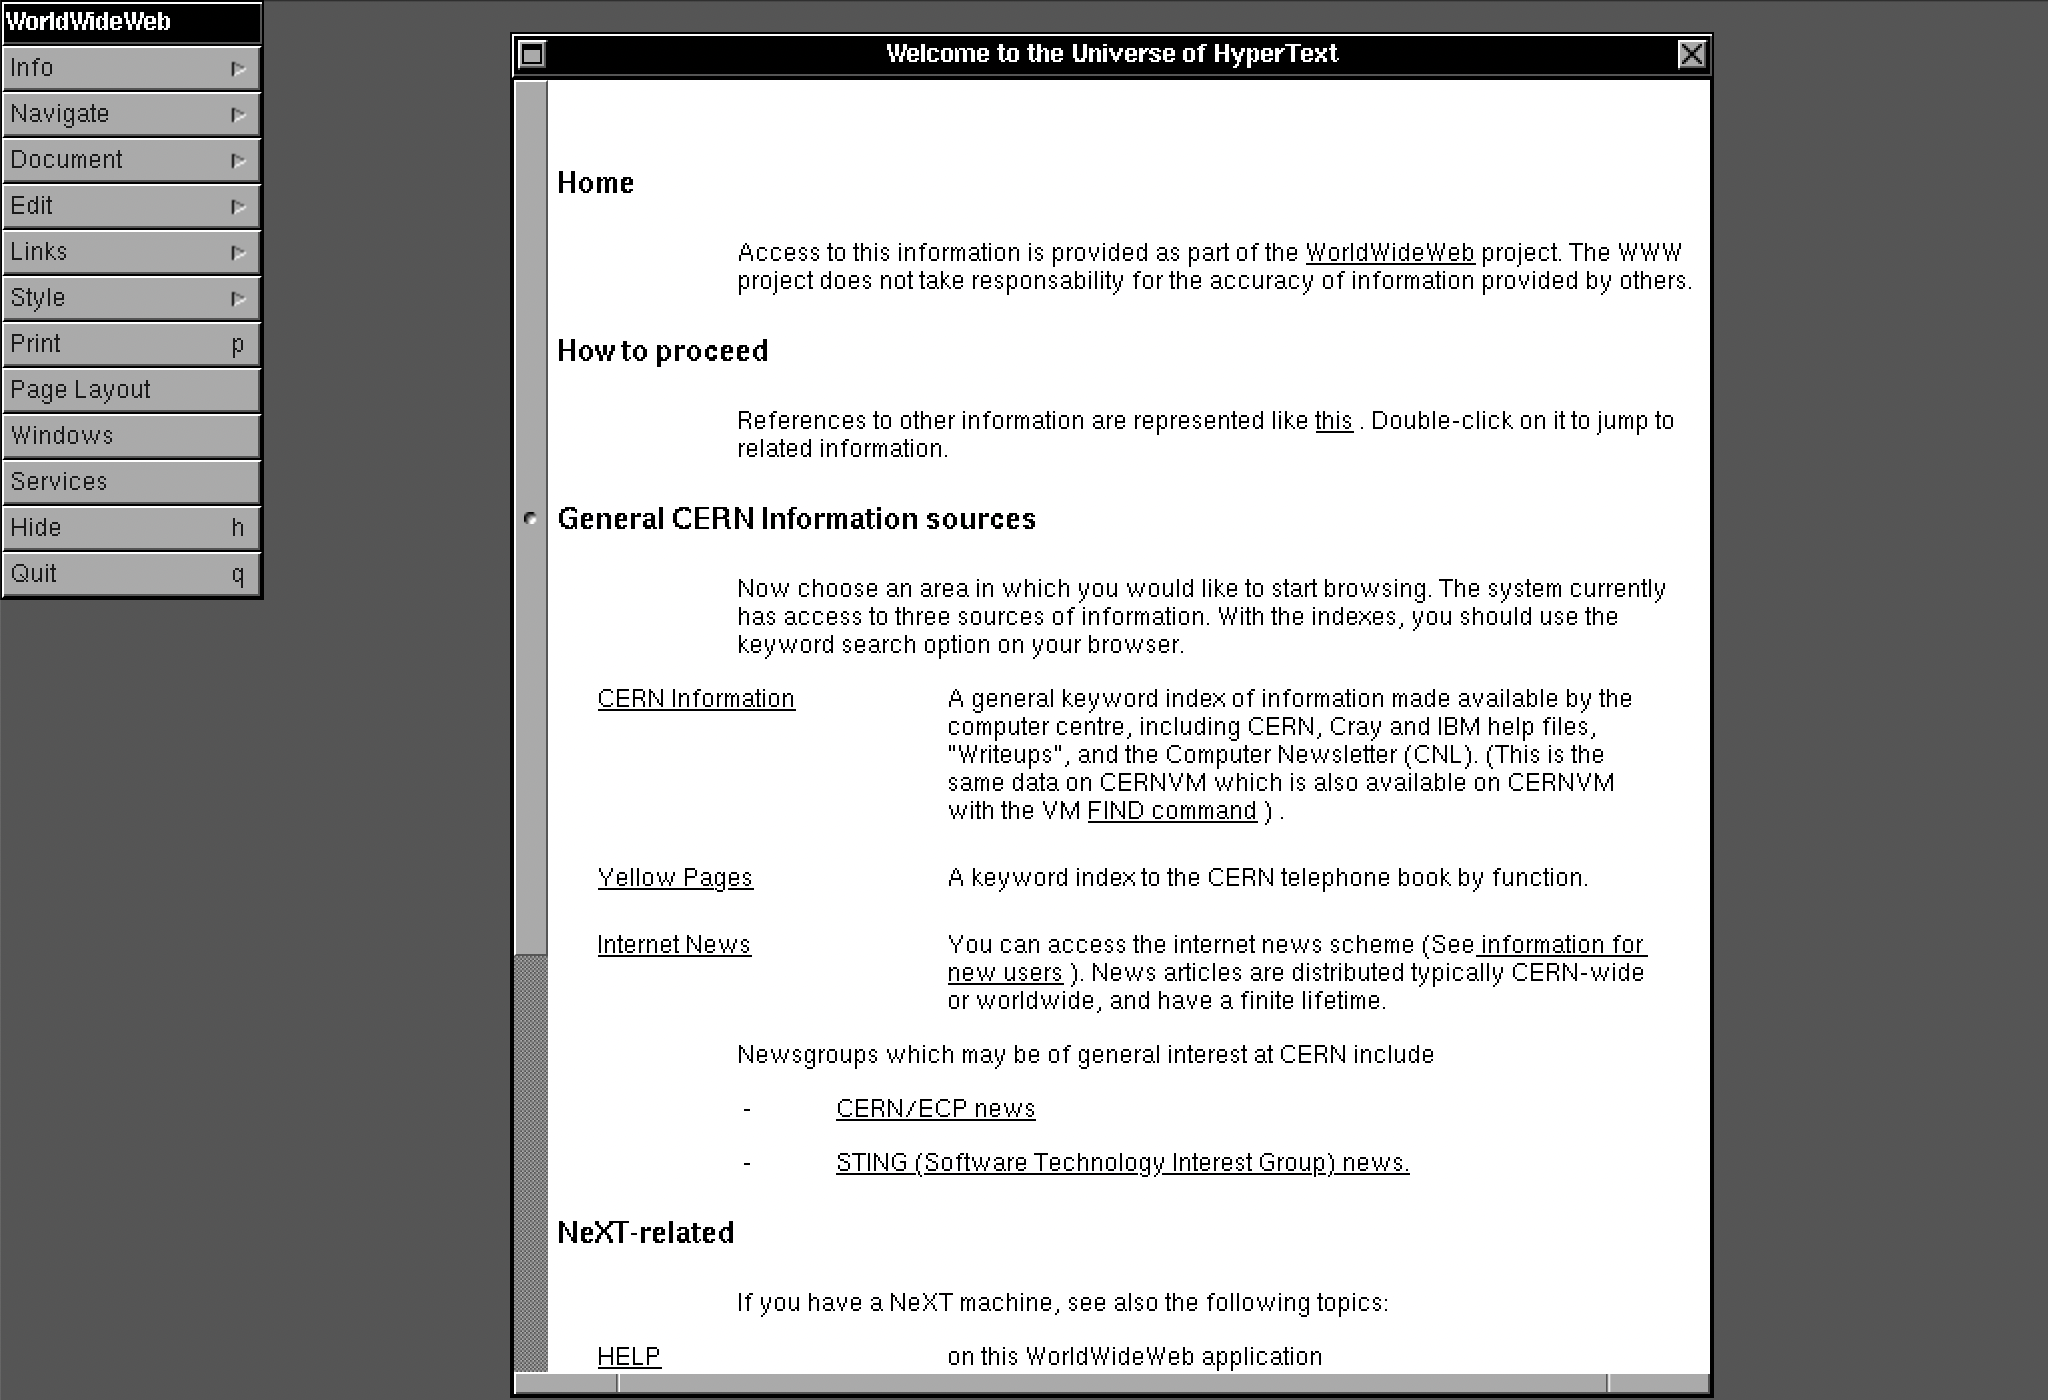 WorldWideWeb
Info
Navigate
Document
Edit
Links
Style
Print p
Page Layout
Windows
Services
Hide h
Quit q
Welcome to the Universe of HyperText
Home
Access to this information is provided as part of the WorldWideWeb project. The WWW
project does not take responsability for the accuracy of information provided by others.
How to proceed
References to other information are represented like this . Double-click on it to jump to
related information.
General CERN Information sources
Now choose an area in which you would like to start browsing. The system currently
has access to three sources of information. With the indexes, you should use the
keyword search option on your browser.
CERN Information A general keyword index of information made available by the
computer centre, including CERN, Cray and IBM help files,
"Writeups", and the Computer Newsletter (CNL). (This is the
same data on CERNVM which is also available on CERNVM
with the VM FIND command ) .
Yellow Pages A keyword index to the CERN telephone book by function.
Internet News You can access the internet news scheme (See information for
new users ). News articles are distributed typically CERN-wide
or worldwide, and have a finite lifetime.
Newsgroups which may be of general interest at CERN include
- CERN/ECP news
- STING (Software Technology Interest Group) news.
NeXT-related
If you have a NeXT machine, see also the following topics:
HELP on this WorldWideWeb application